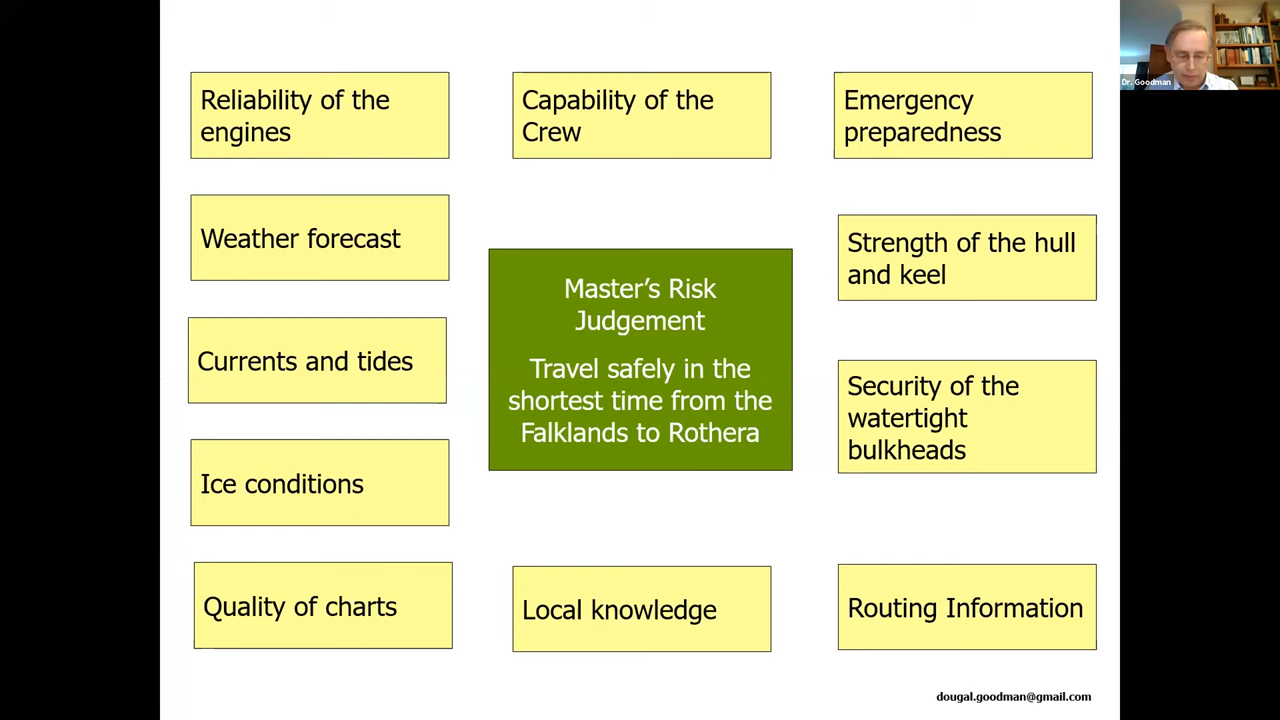 Reliability of the
engines
Capability of the
Crew
Emergency
preparedness
Dr. Goodman
Weather forecast
Strength of the hull
and keel
Master's Risk
Judgement
Travel safely in the
shortest time from the
Falklands to Rothera
Currents and tides
Security of the
watertight
bulkheads
Ice conditions
Quality of charts
Local knowledge
Routing Information
dougal.goodman@gmail.com